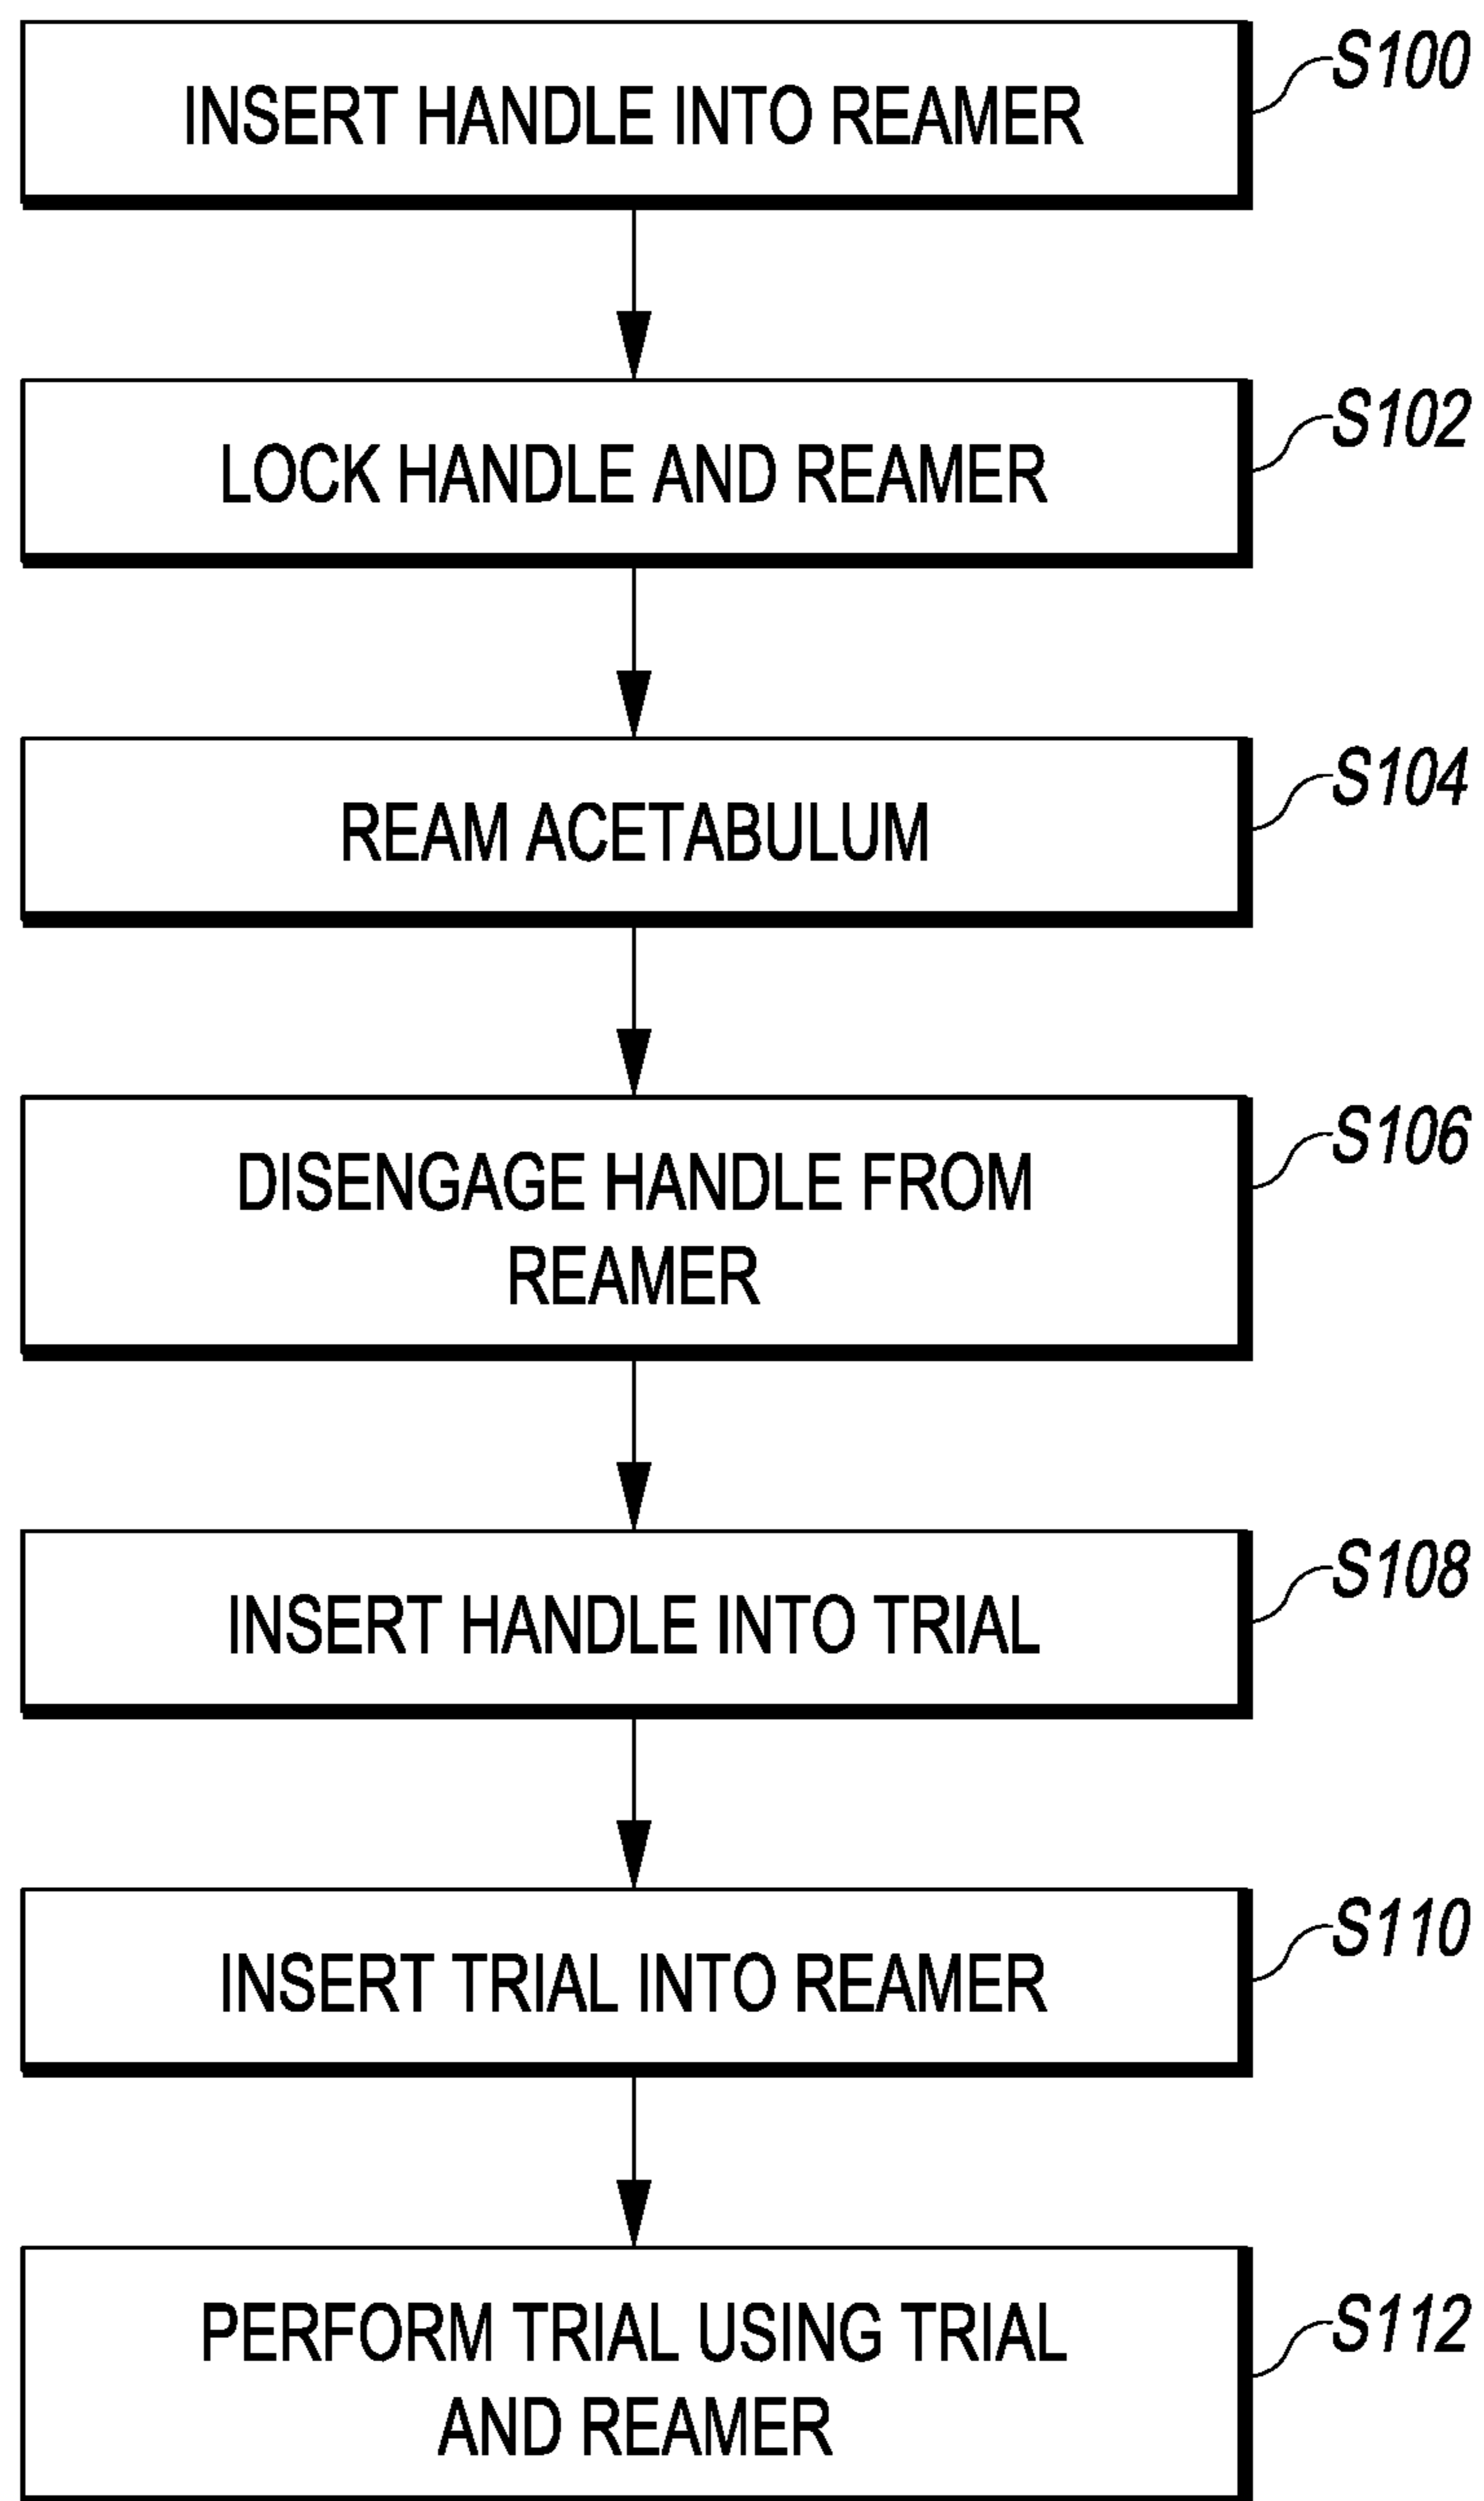 INSERT HANDLE INTO REAMER
S100
LOCK HANDLE AND REAMER
S102
REAM ACETABULUM
S104
DISENGAGE HANDLE FROM
REAMER
S106
INSERT HANDLE INTO TRIAL
S108
INSERT TRIAL INTO REAMER
S110
PERFORM TRIAL USING TRIAL
AND REAMER
S112